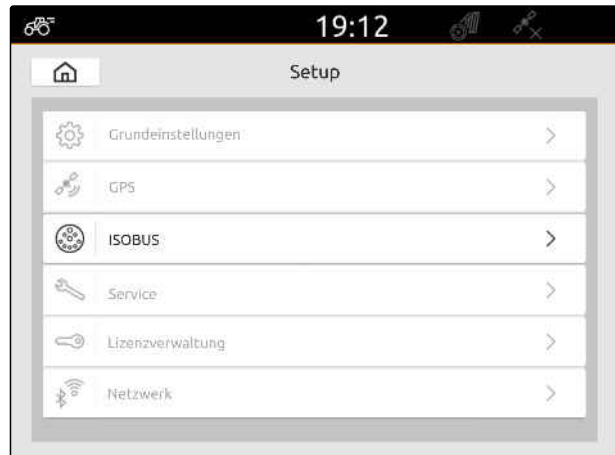 19:12
Setup
Grundeinstellungen
GPS
ISOBUS
Service
Lizenzverwaltung
Netzwerk